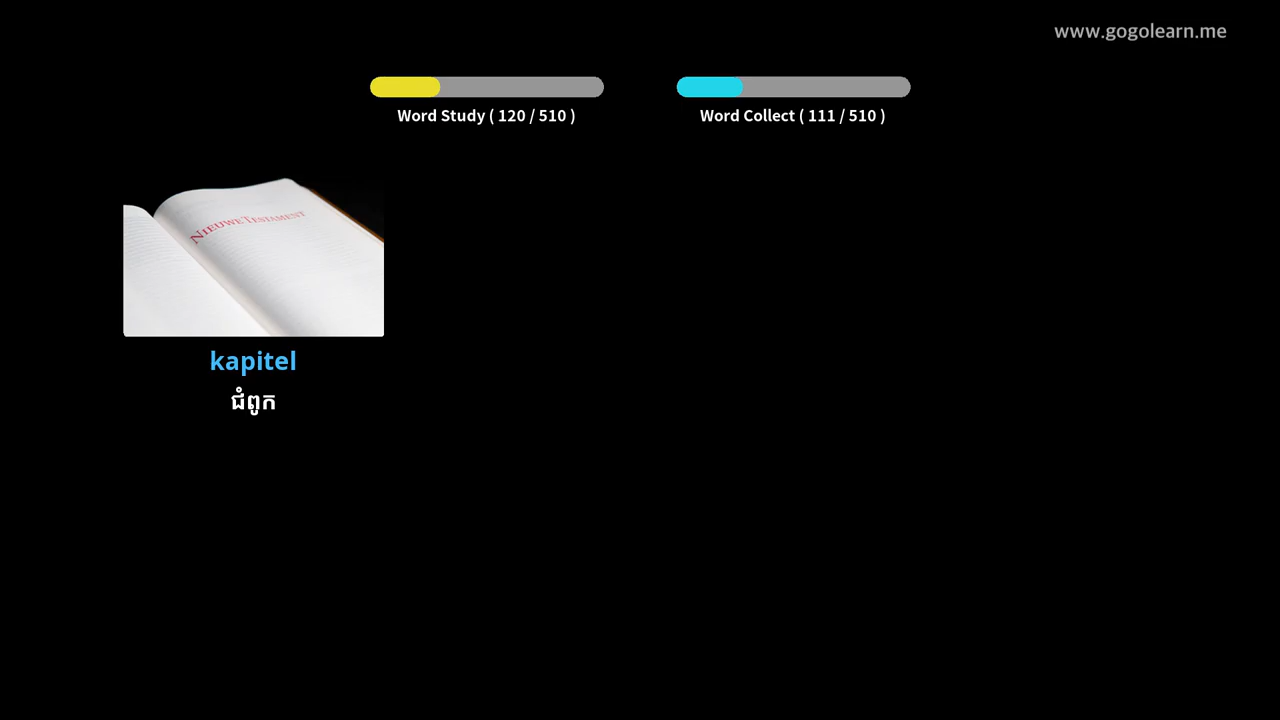 www.gogolearn.me
Word Study ( 120 / 510 )
Word Collect ( 111 / 510 )
NIEUWE TESTAMENT
kapitel
ជំពូក